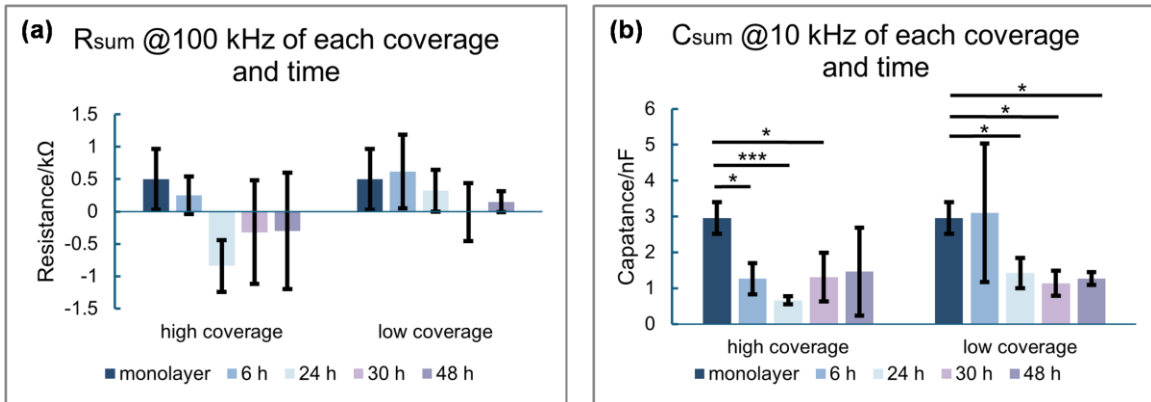 (a) Rsum @100 kHz of each coverage
and time
Resistance/kΩ
1.5
1
0.5
0
-0.5
-1
-1.5
high coverage
low coverage
monolayer
6 h
24 h
30 h
48 h
(b) Csum @10 kHz of each coverage
and time
Capatance/nF
6
5
4
3
2
1
0
*
***
*
*
*
*
high coverage
low coverage
monolayer
6 h
24 h
30 h
48 h